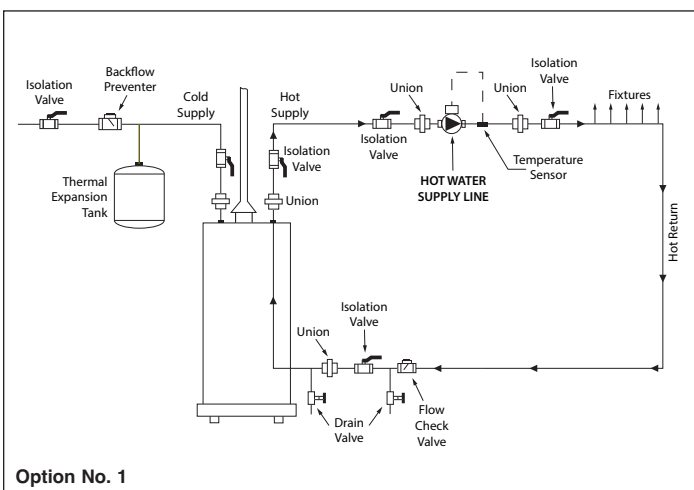 Isolation
Valve
Backflow
Preventer
Thermal
Expansion
Tank
Cold
Supply
Hot
Supply
Isolation
Valve
Union
Isolation
Valve
Union
HOT WATER
SUPPLY LINE
Union
Isolation
Valve
Temperature
Sensor
Fixtures
Hot Return
Union
Isolation
Valve
Drain
Valve
Flow
Check
Valve
Option No. 1